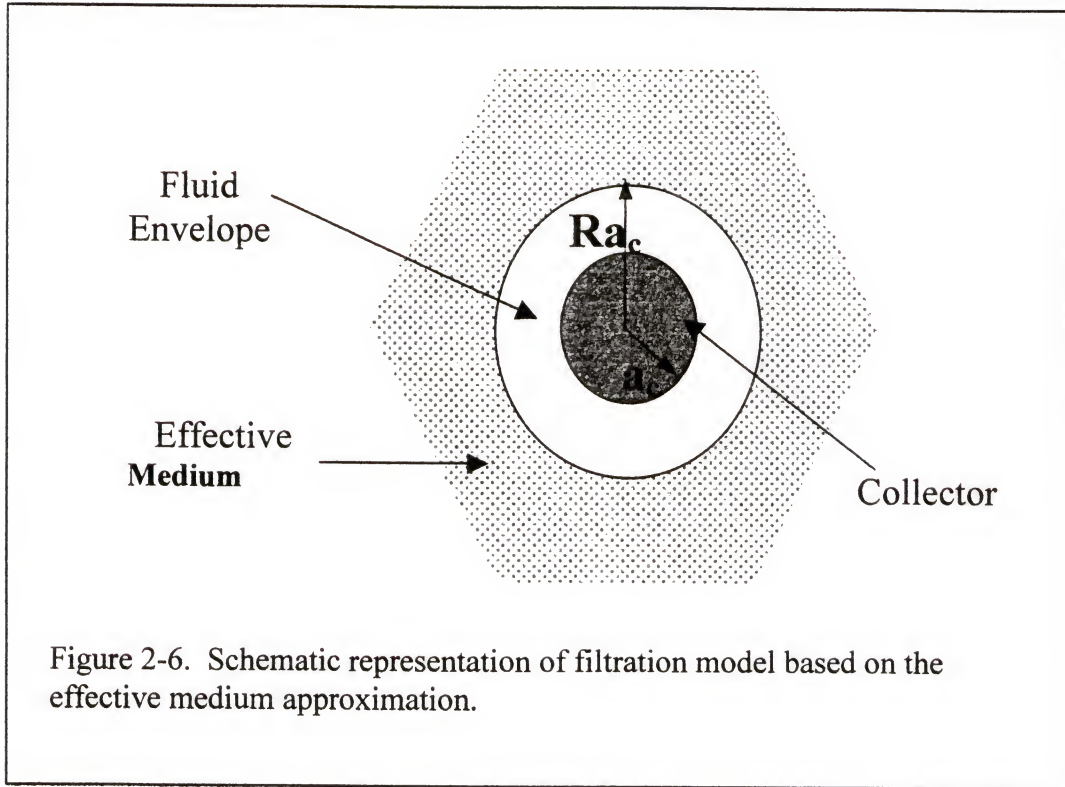 Fluid
Envelope
Ra_c
a_c
Effective
Medium
Collector
Figure 2-6. Schematic representation of filtration model based on the
effective medium approximation.